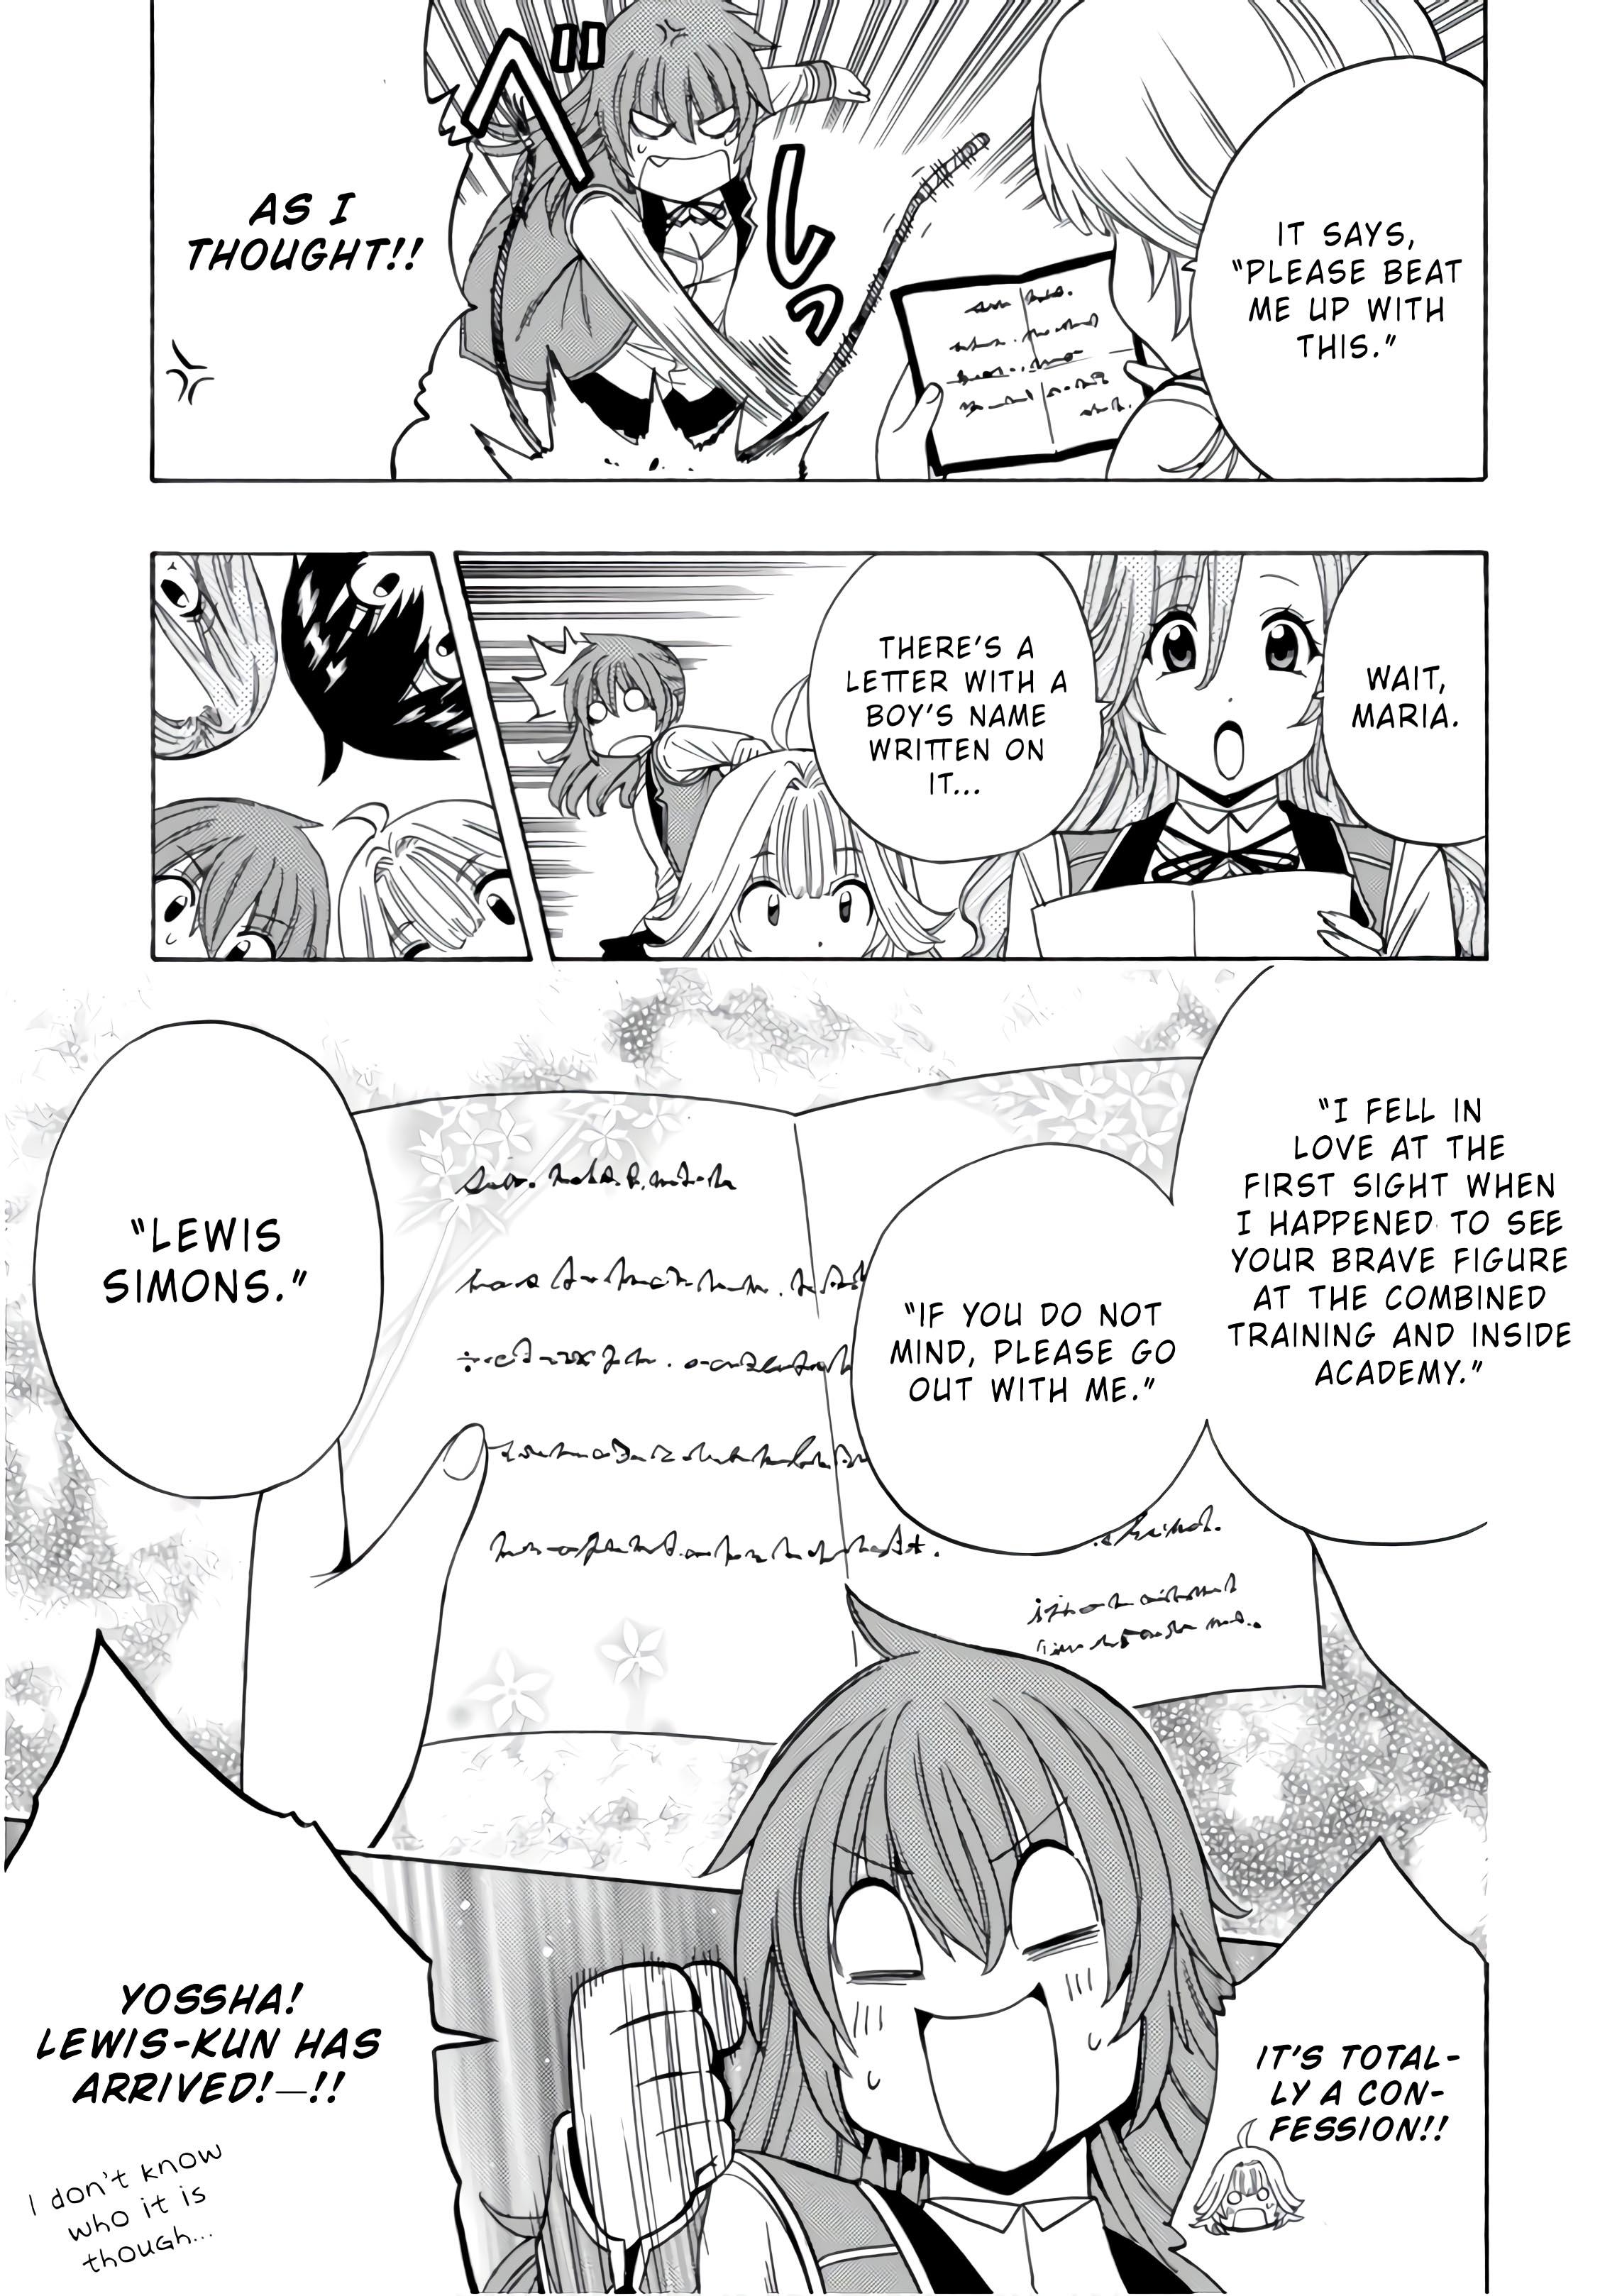 IT SAYS,
"PLEASE BEAT
ME UP WITH
THIS."
AS I
THOUGHT!!
べ
しっ
WAIT,
MARIA.
THERE'S A
LETTER WITH A
BOY'S NAME
WRITTEN ON
IT...
"I FELL IN
LOVE AT THE
FIRST SIGHT WHEN
I HAPPENED TO SEE
YOUR BRAVE FIGURE
AT THE COMBINED
TRAINING AND INSIDE
ACADEMY."
"IF YOU DO NOT
MIND, PLEASE GO
OUT WITH ME."
"LEWIS
SIMONS."
IT'S TOTAL-
LY A CON-
FESSION!!
YOSSHA!
LEWIS-KUN HAS
ARRIVED!—!!
I don't know
who it is
though...